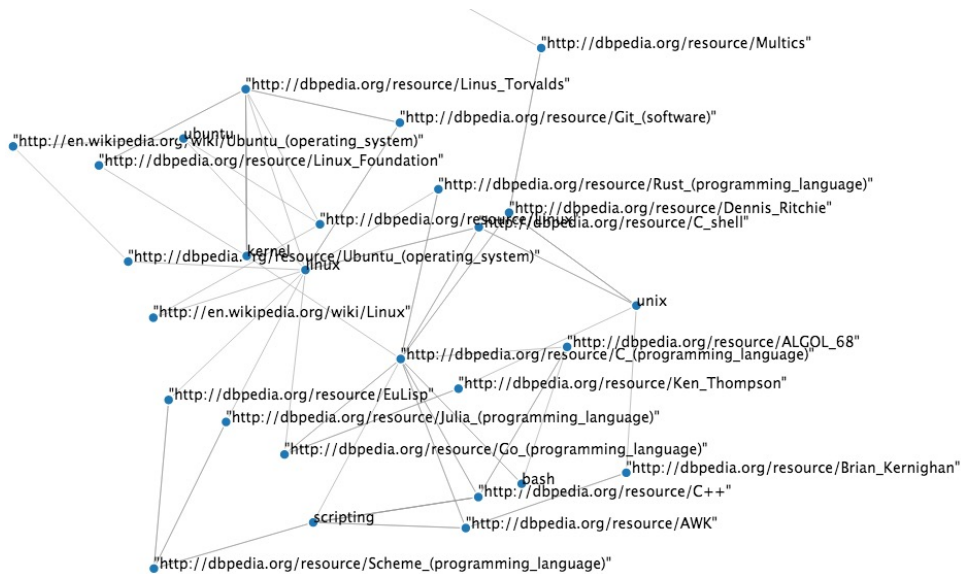 "http://dbpedia.org/resource/Multics"
"http://dbpedia.org/resource/Linus_Torvalds"
"http://dbpedia.org/resource/Git_(software)"
ubuntu
"http://en.wikipedia.org/wiki/Ubuntu_(operating_system)"
"http://dbpedia.org/resource/Linux_Foundation"
"http://dbpedia.org/resource/Rust_(programming_language)"
"http://dbpedia.org/resource/Dennis_Ritchie"
"http://dbpedia.org/resource/Linux"
"http://dbpedia.org/resource/C_shell"
kernel
"http://dbpedia.org/resource/Ubuntu_(operating_system)"
linux
unix
"http://en.wikipedia.org/wiki/Linux"
"http://dbpedia.org/resource/ALGOL_68"
"http://dbpedia.org/resource/C_(programming_language)"
"http://dbpedia.org/resource/Ken_Thompson"
"http://dbpedia.org/resource/EuLisp"
"http://dbpedia.org/resource/Julia_(programming_language)"
"http://dbpedia.org/resource/Go_(programming_language)"
"http://dbpedia.org/resource/Brian_Kernighan"
bash
"http://dbpedia.org/resource/C++"
scripting
"http://dbpedia.org/resource/AWK"
"http://dbpedia.org/resource/Scheme_(programming_language)"